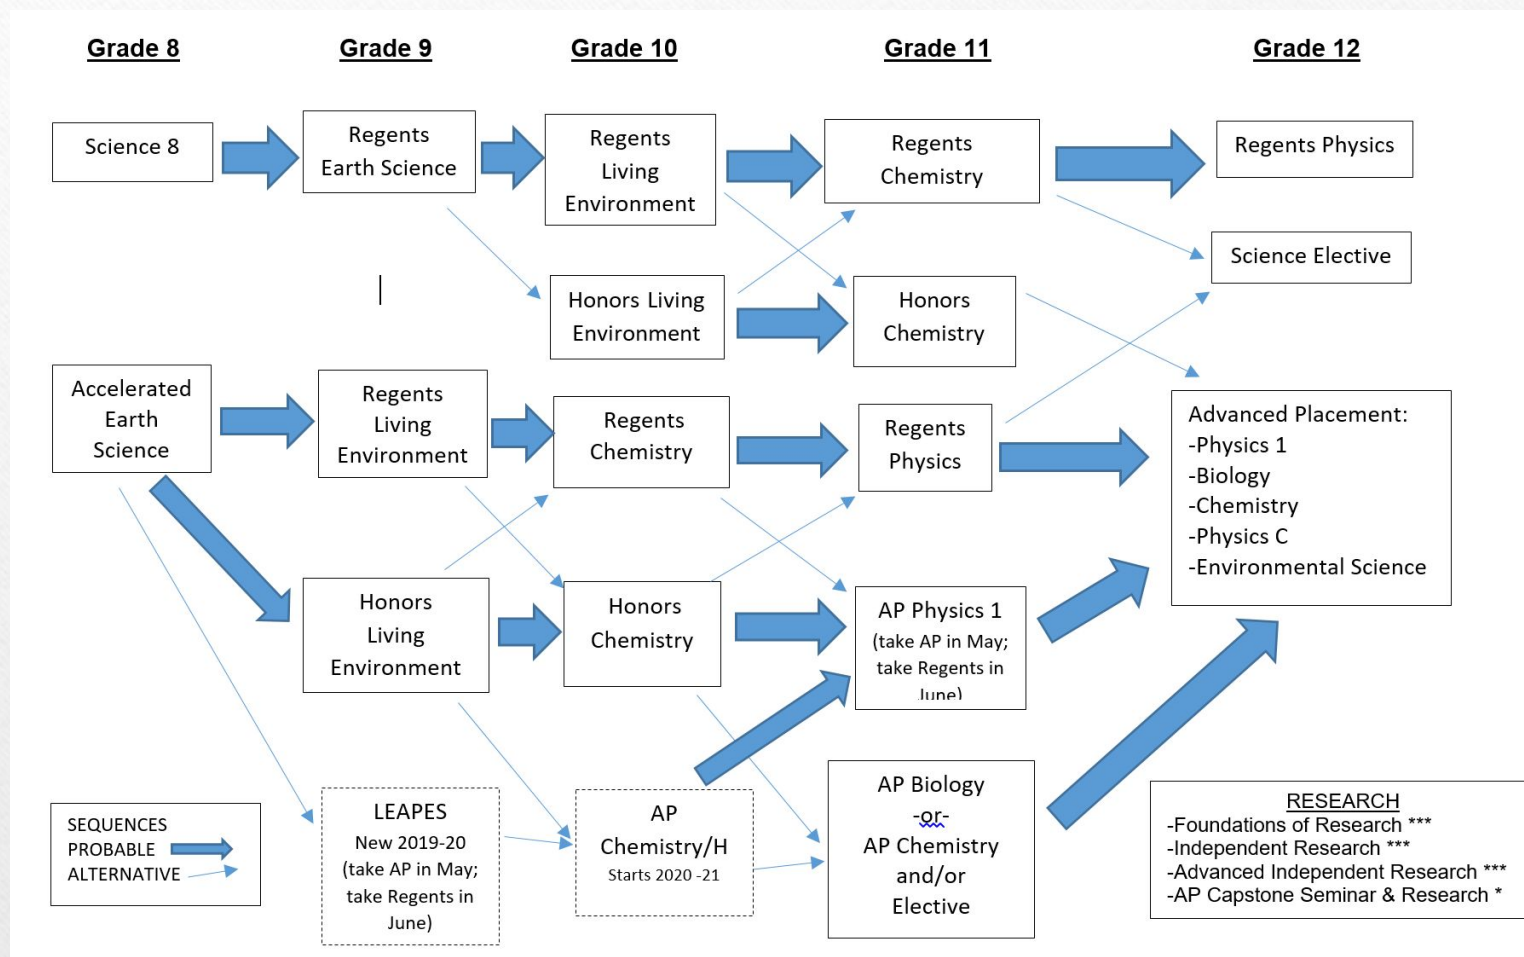 Grade 8
Grade 9
Grade 10
Grade 11
Grade 12
Science 8
Regents
Earth Science
Regents
Living
Environment
Regents
Chemistry
Regents Physics
Science Elective
Honors Living
Environment
Honors
Chemistry
Accelerated
Earth
Science
Regents
Living
Environment
Regents
Chemistry
Regents
Physics
Advanced Placement:
-Physics 1
-Biology
-Chemistry
-Physics C
-Environmental Science
Honors
Living
Environment
Honors
Chemistry
AP Physics 1
(take AP in May;
take Regents in
June)
SEQUENCES
PROBABLE
ALTERNATIVE
LEAPES
New 2019-20
(take AP in May;
take Regents in
June)
AP
Chemistry/H
Starts 2020 -21
AP Biology
-or-
AP Chemistry
and/or
Elective
RESEARCH
-Foundations of Research ***
-Independent Research ***
-Advanced Independent Research ***
-AP Capstone Seminar & Research *